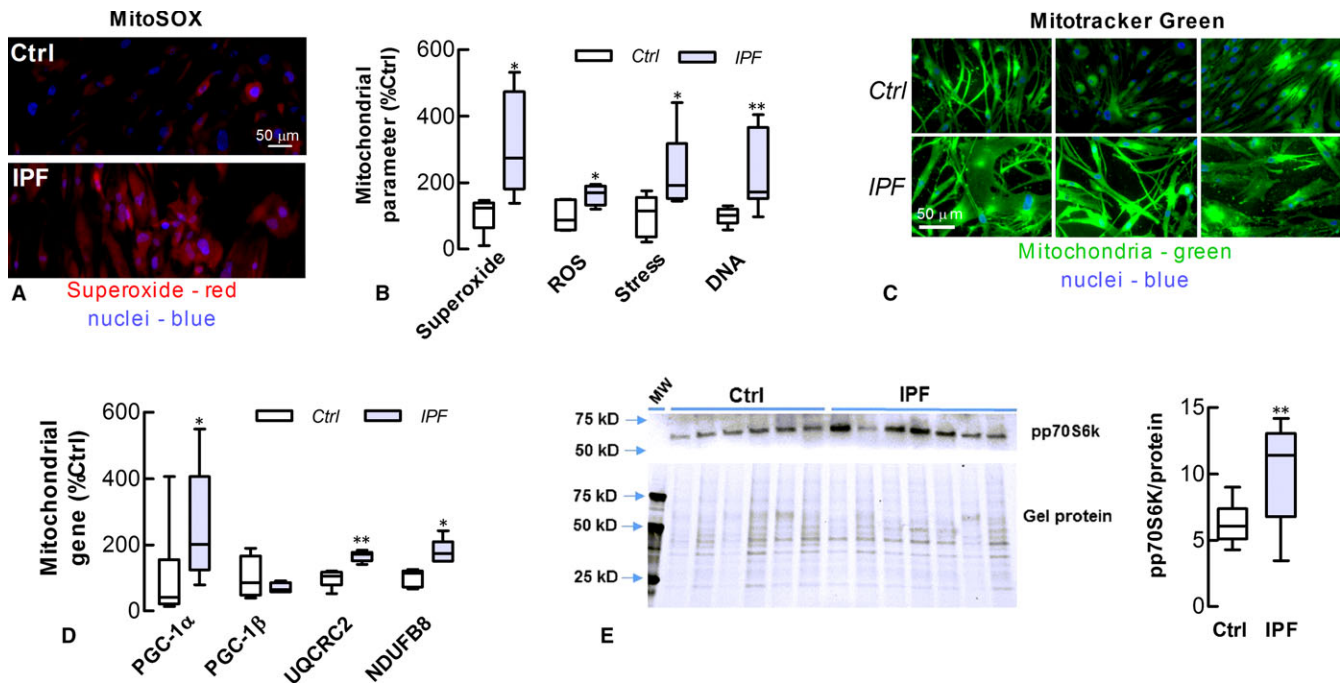 MitoSOX
Ctrl
50 μm
IPF
Superoxide - red
nuclei - blue
A
Mitochondrial
parameter (%Ctrl)
600
400
200
0
Ctrl
IPF
*
*
*
**
Superoxide
ROS
Stress
DNA
B
Mitotracker Green
Ctrl
IPF
50 μm
Mitochondria - green
nuclei - blue
C
Mitochondrial
gene (%Ctrl)
600
400
200
0
Ctrl
IPF
*
**
*
PGC-1α
PGC-1β
UQCRC2
NDUFB8
D
MW
Ctrl
IPF
75 kD
50 kD
pp70S6k
75 kD
50 kD
25 kD
Gel protein
E
pp70S6K/protein
15
10
5
0
**
Ctrl
IPF